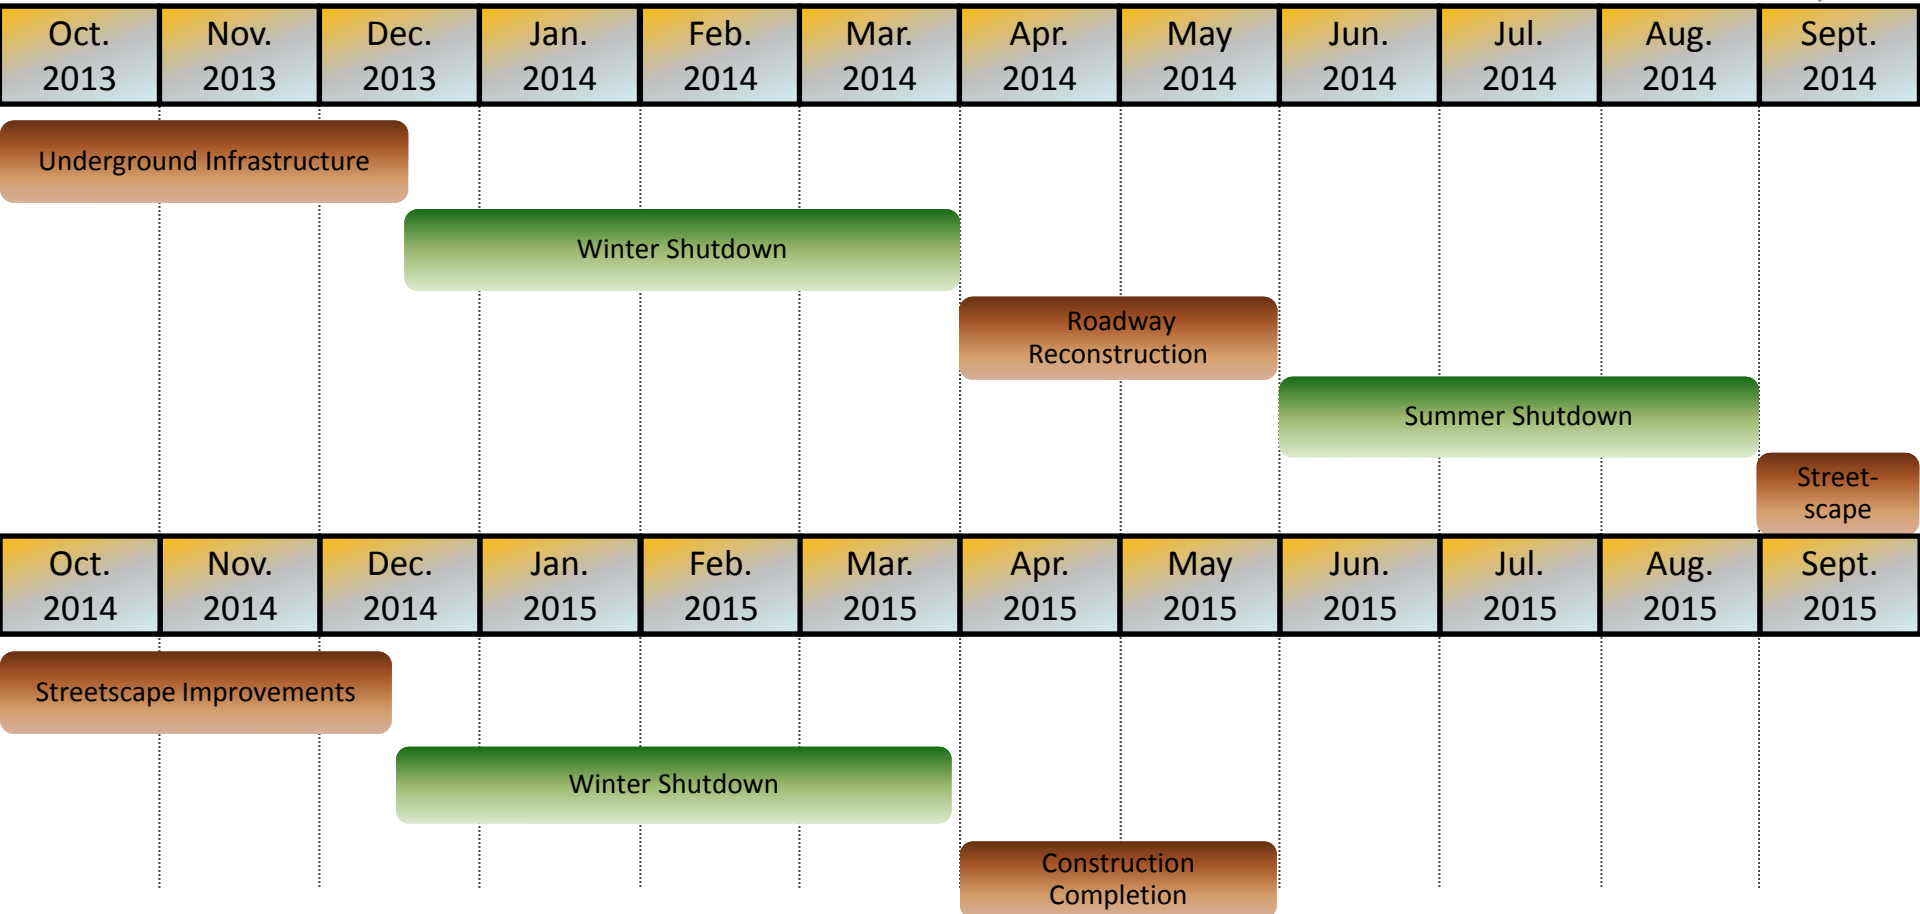 Oct. Nov. Dec. Jan. Feb. Mar. Apr. May Jun. Jul. Aug. Sept.
2013 2013 2013 2014 2014 2014 2014 2014 2014 2014 2014 2014
Underground Infrastructure
Winter Shutdown
Roadway
Reconstruction
Summer Shutdown
Street-
scape
Oct. Nov. Dec. Jan. Feb. Mar. Apr. May Jun. Jul. Aug. Sept.
2014 2014 2014 2015 2015 2015 2015 2015 2015 2015 2015 2015
Streetscape Improvements
Winter Shutdown
Construction
Completion